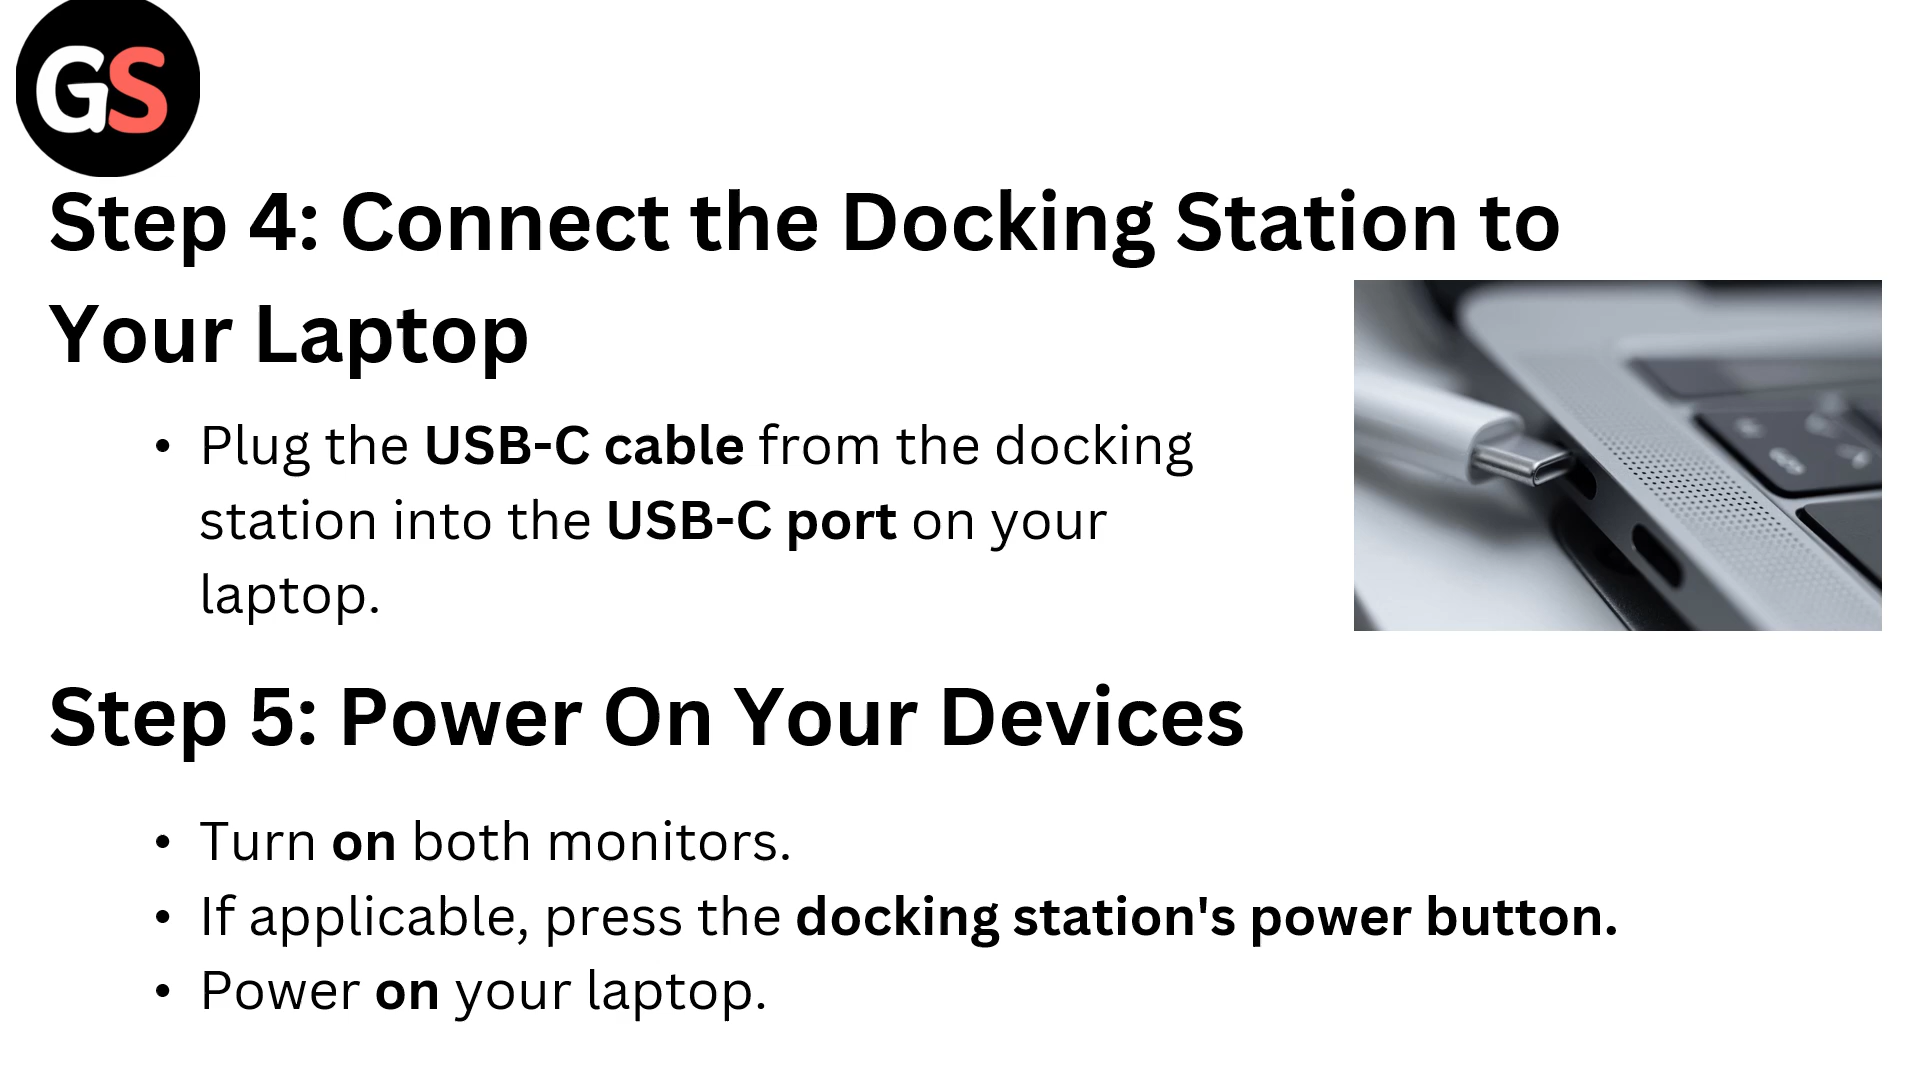 GS
Step 4: Connect the Docking Station to
Your Laptop
• Plug the USB-C cable from the docking
station into the USB-C port on your
laptop.
Step 5: Power On Your Devices
• Turn on both monitors.
• If applicable, press the docking station's power button.
• Power on your laptop.